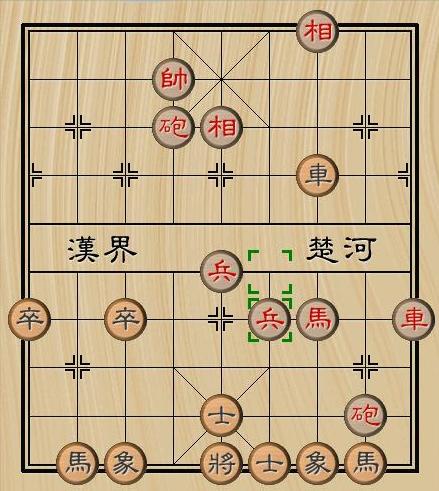 相
帥
砲 相
車
漢界 楚河
兵
卒 卒 兵 馬 車
士 砲
馬 象 將 士 象 馬